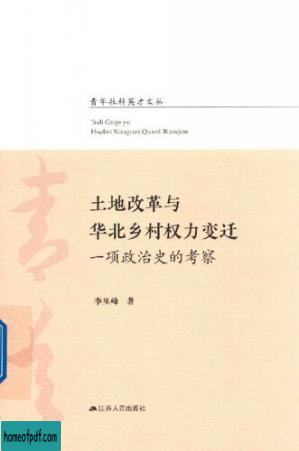 青年社科英才文丛
Tudi Gaige yu
Huabei Xiangcun Quanli Bianqian
土地改革与
华北乡村权力变迁
一项政治史的考察
李里峰 著
江苏人民出版社
homeofpdf.com
homeofpdf.com